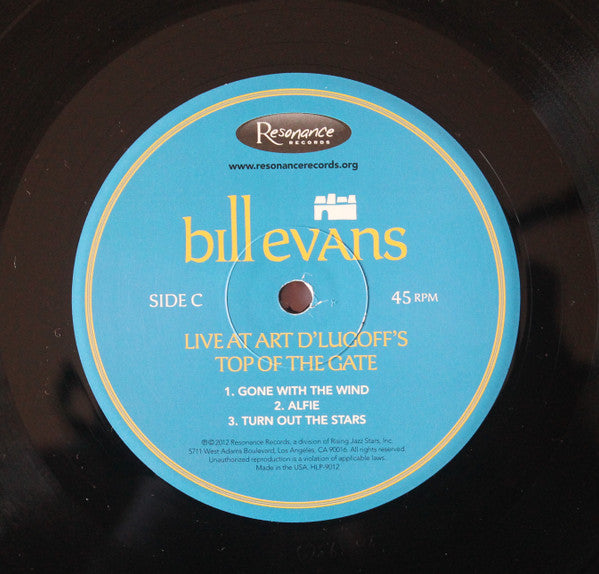 Resonance
RECORDS
www.resonancerecords.org
bill evans
SIDE C
45 RPM
LIVE AT ART D'LUGOFF'S
TOP OF THE GATE
1. GONE WITH THE WIND
2. ALFIE
3. TURN OUT THE STARS
℗© 2012 Resonance Records, a division of Rising Jazz Stars, Inc.
5711 West Adams Boulevard, Los Angeles, CA 90016. All rights reserved.
Unauthorized reproduction is a violation of applicable laws.
Made in the USA. HLP-9012